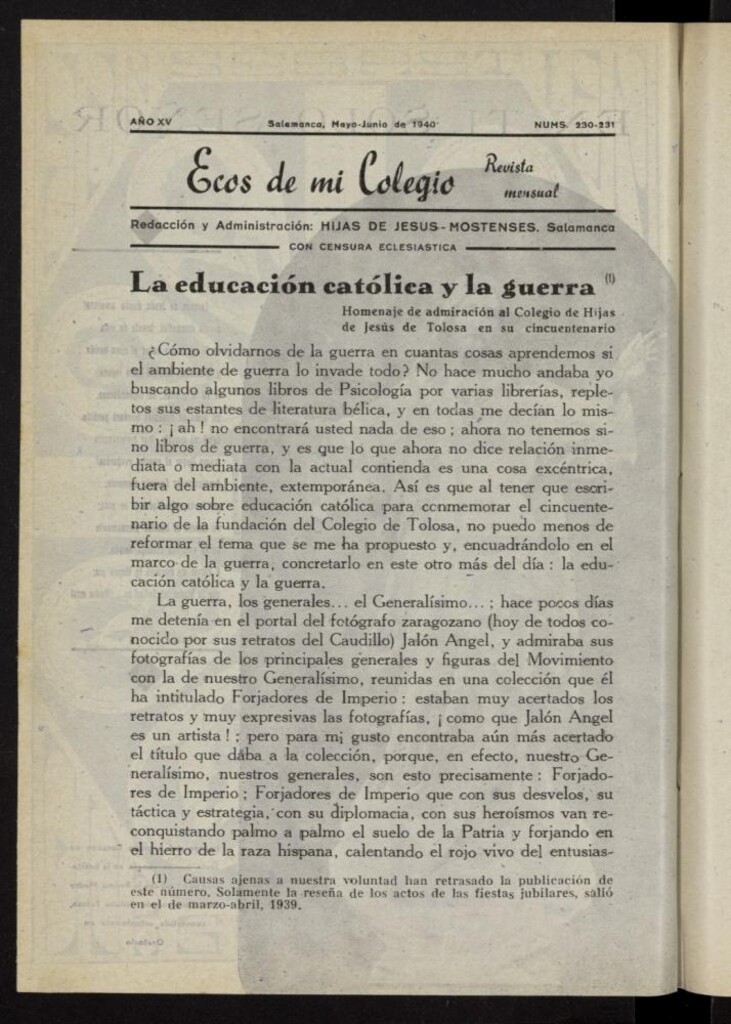 AÑO XV Salamanca, Mayo-Junio de 1940 NUMS. 230-231
Ecos de mi Colegio Revista mensual
Redacción y Administración: HIJAS DE JESUS-MOSTENSES. Salamanca
CON CENSURA ECLESIASTICA
La educación católica y la guerra (1)
Homenaje de admiración al Colegio de Hijas
de Jesús de Tolosa en su cincuentenario
¿Cómo olvidarnos de la guerra en cuantas cosas aprendemos si
el ambiente de guerra lo invade todo? No hace mucho andaba yo
buscando algunos libros de Psicología por varias librerías, reple-
tos sus estantes de literatura bélica, y en todas me decían lo mis-
mo: ¡ah! no encontrará usted nada de eso; ahora no tenemos si-
no libros de guerra, y es que lo que ahora no dice relación inme-
diata o mediata con la actual contienda es una cosa excéntrica,
fuera del ambiente, extemporánea. Así es que al tener que escri-
bir algo sobre educación católica para conmemorar el cincuente-
nario de la fundación del Colegio de Tolosa, no puedo menos de
reformar el tema que se me ha propuesto y, encuadrándolo en el
marco de la guerra, concretarlo en este otro más del día: la edu-
cación católica y la guerra.
La guerra, los generales... el Generalísimo...; hace pocos días
me detenía en el portal del fotógrafo zaragozano (hoy de todos co-
nocido por sus retratos del Caudillo) Jalón Angel, y admiraba sus
fotografías de los principales generales y figuras del Movimiento
con la de nuestro Generalísimo, reunidas en una colección que él
ha intitulado Forjadores de Imperio: estaban muy acertados los
retratos y muy expresivas las fotografías, ¡como que Jalón Angel
es un artista!; pero para mi gusto encontraba aún más acertado
el título que daba a la colección, porque, en efecto, nuestro Ge-
neralísimo, nuestros generales, son esto precisamente: Forjado-
res de Imperio; Forjadores de Imperio que con sus desvelos, su
táctica y estrategia, con su diplomacia, con sus heroísmos van re-
conquistando palmo a palmo el suelo de la Patria y forjando en
el hierro de la raza hispana, calentando el rojo vivo del entusias-
(1) Causas ajenas a nuestra voluntad han retrasado la publicación de
este número. Solamente la reseña de los actos de las fiestas jubilares, salió
en el de marzo-abril, 1939.